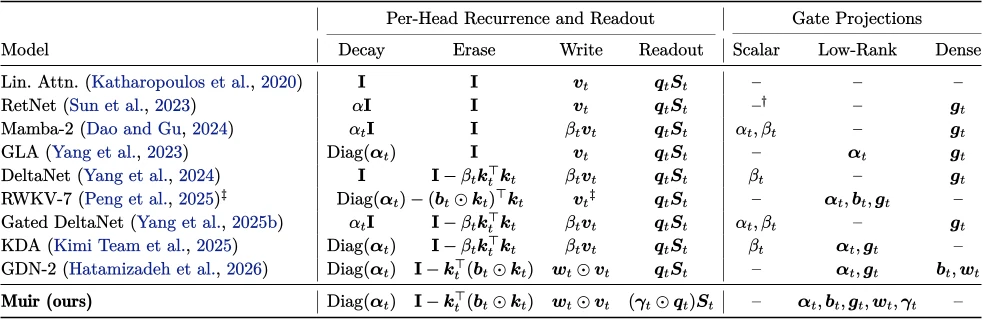 Per-Head Recurrence and Readout Gate Projections
Model Decay Erase Write Readout Scalar Low-Rank Dense
Lin. Attn. (Katharopoulos et al., 2020) I I v_t q_t S_t – – –
RetNet (Sun et al., 2023) αI I v_t q_t S_t –† – g_t
Mamba-2 (Dao and Gu, 2024) α_t I I β_t v_t q_t S_t α_t, β_t – g_t
GLA (Yang et al., 2023) Diag(α_t) I v_t q_t S_t – α_t g_t
DeltaNet (Yang et al., 2024) I I − β_t k_t^⊤ k_t β_t v_t q_t S_t β_t – g_t
RWKV-7 (Peng et al., 2025)‡ Diag(α_t) − (b_t ⊙ k_t)^⊤ k_t v_t^‡ q_t S_t – α_t, b_t, g_t –
Gated DeltaNet (Yang et al., 2025b) α_t I I − β_t k_t^⊤ k_t β_t v_t q_t S_t α_t, β_t – g_t
KDA (Kimi Team et al., 2025) Diag(α_t) I − β_t k_t^⊤ k_t β_t v_t q_t S_t β_t α_t, g_t –
GDN-2 (Hatamizadeh et al., 2026) Diag(α_t) I − k_t^⊤ (b_t ⊙ k_t) w_t ⊙ v_t q_t S_t – α_t, g_t b_t, w_t
Muir (ours) Diag(α_t) I − k_t^⊤ (b_t ⊙ k_t) w_t ⊙ v_t (γ_t ⊙ q_t) S_t – α_t, b_t, g_t, w_t, γ_t –